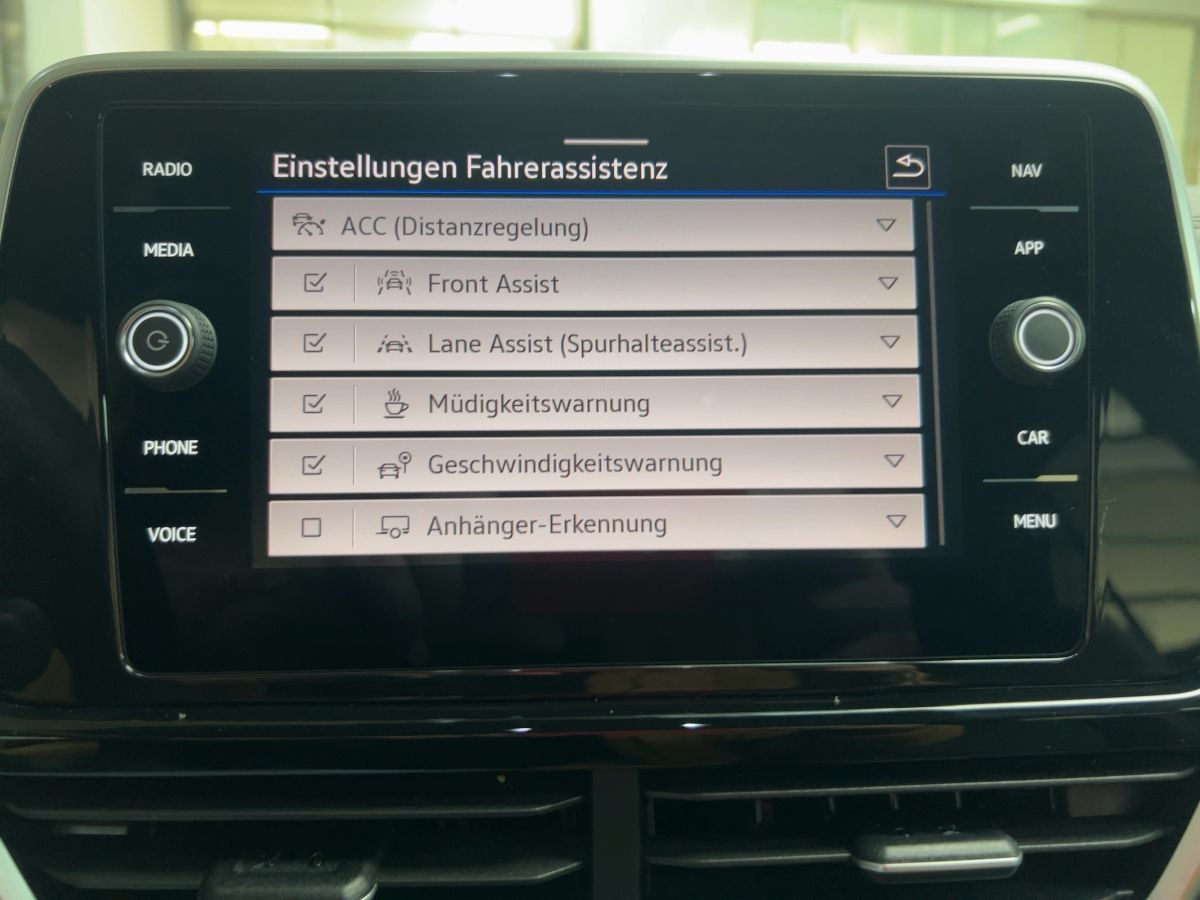 RADIO
MEDIA
PHONE
VOICE
Einstellungen Fahrerassistenz
ACC (Distanzregelung)
Front Assist
Lane Assist (Spurhalteassist.)
Müdigkeitswarnung
Geschwindigkeitswarnung
Anhänger-Erkennung
NAV
APP
CAR
MENU